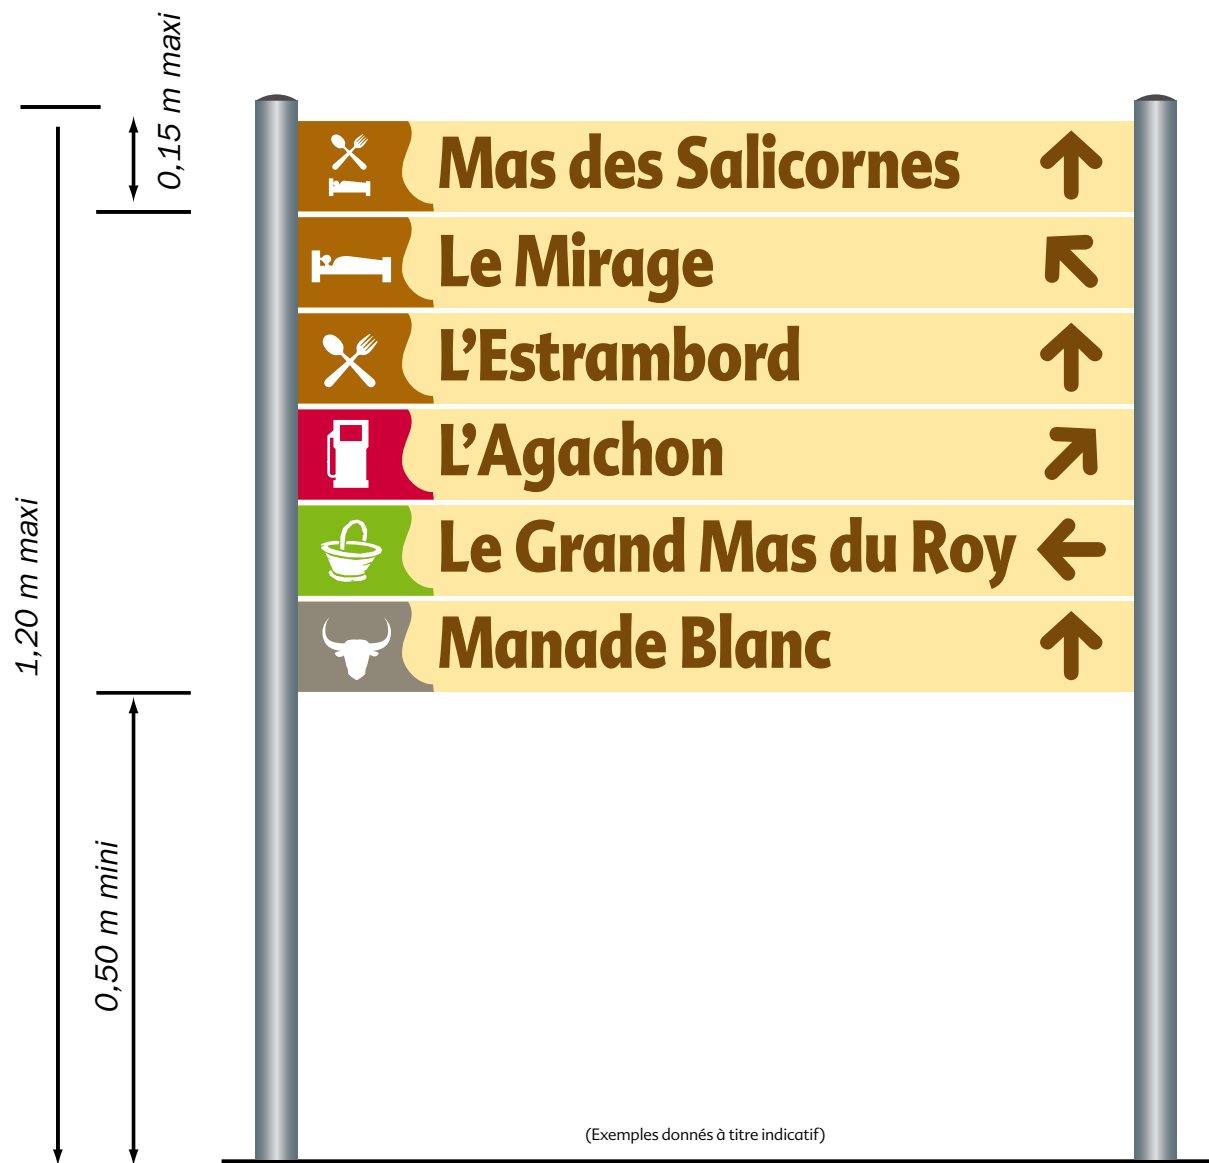 0,15 m maxi
Mas des Salicornes
Le Mirage
L’Estrambord
L’Agachon
Le Grand Mas du Roy
Manade Blanc
1,20 m maxi
0,50 m mini
(Exemples donnés à titre indicatif)